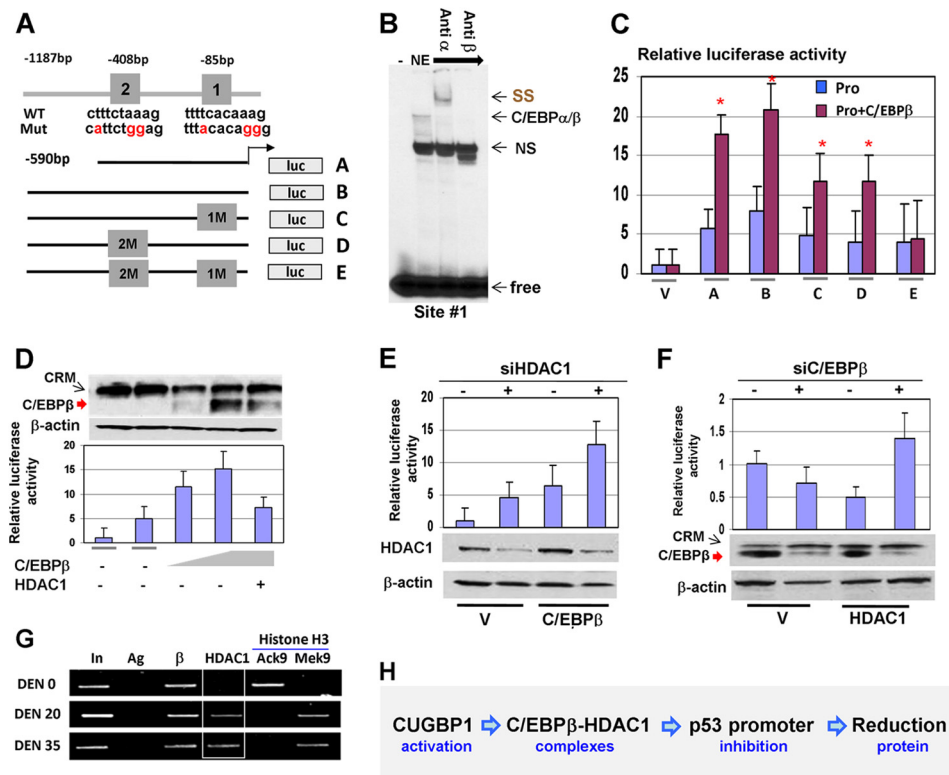 A
-1187bp -408bp -85bp
2 1
WT ctttctaaag ttttcacaaag
Mut cattctggag tttacacaggg
-590bp
luc A
luc B
1M luc C
2M luc D
2M 1M luc E
B
- NE Anti α Anti β
SS
C/EBPα/β
NS
free
Site #1
C
Relative luciferase activity
Pro
Pro+C/EBPβ
25
20
15
10
5
0
* * * *
V A B C D E
D
CRM
C/EBPβ
β-actin
Relative luciferase activity
20
15
10
5
0
C/EBPβ - -
HDAC1 - - - - +
E
siHDAC1
- + - +
Relative luciferase activity
20
15
10
5
0
HDAC1
β-actin
V C/EBPβ
F
siC/EBPβ
- + - +
Relative luciferase activity
2
1.5
1
0.5
0
CRM
C/EBPβ
β-actin
V HDAC1
G
Histone H3
In Ag β HDAC1 Ack9 Mek9
DEN 0
DEN 20
DEN 35
H
CUGBP1 C/EBPβ-HDAC1 p53 promoter Reduction
activation complexes inhibition protein